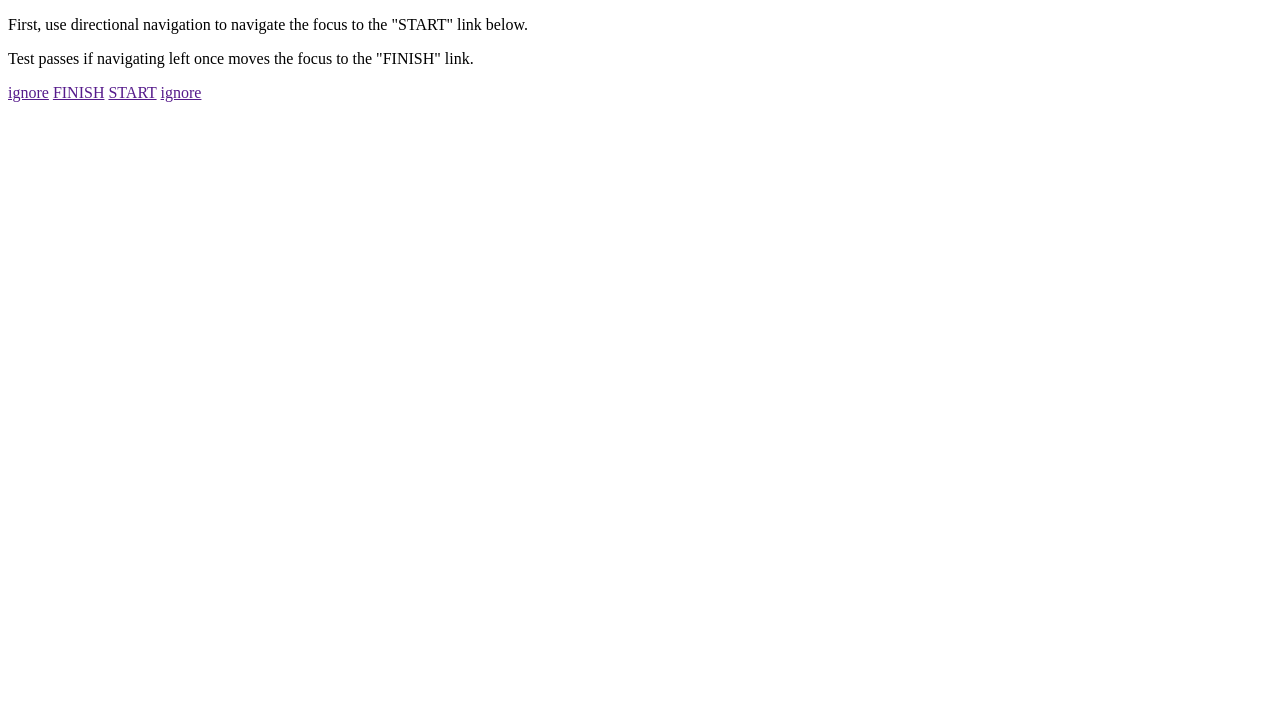 First, use directional navigation to navigate the focus to the "START" link below.
Test passes if navigating left once moves the focus to the "FINISH" link.
ignore FINISH START ignore